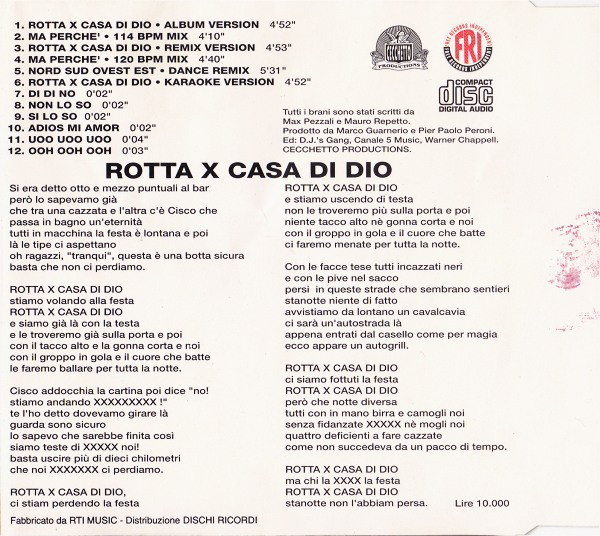 1. ROTTA X CASA DI DIO • ALBUM VERSION 4'52"
2. MA PERCHE' • 114 BPM MIX 4'10"
3. ROTTA X CASA DI DIO • REMIX VERSION 4'53"
4. MA PERCHE' • 120 BPM MIX 4'40"
5. NORD SUD OVEST EST • DANCE REMIX 5'31"
6. ROTTA X CASA DI DIO • KARAOKE VERSION 4'52"
7. DI DI NO 0'02"
8. NON LO SO 0'02"
9. SI LO SO 0'02"
10. ADIOS MI AMOR 0'02"
11. UOO UOO UOO 0'04"
12. OOH OOH OOH 0'03"
CECCHETTO
PRODUCTIONS
FRI
FREE RECORDS INDEPENDENT
COMPACT
disc
DIGITAL AUDIO
Tutti i brani sono stati scritti da
Max Pezzali e Mauro Repetto.
Prodotto da Marco Guarnerio e Pier Paolo Peroni.
Ed: D.J.'s Gang, Canale 5 Music, Warner Chappell.
CECCHETTO PRODUCTIONS.
ROTTA X CASA DI DIO
Si era detto otto e mezzo puntuali al bar
però lo sapevamo già
che tra una cazzata e l'altra c'è Cisco che
passa in bagno un'eternità
tutti in macchina la festa è lontana e poi
là le tipe ci aspettano
oh ragazzi, "tranqui", questa è una botta sicura
basta che non ci perdiamo.
ROTTA X CASA DI DIO
stiamo volando alla festa
ROTTA X CASA DI DIO
e siamo già là con la testa
e le troveremo già sulla porta e poi
con il tacco alto e la gonna corta e noi
con il groppo in gola e il cuore che batte
le faremo ballare per tutta la notte.
Cisco addocchia la cartina poi dice "no!
stiamo andando XXXXXXXXX !"
te l'ho detto dovevamo girare là
guarda sono sicuro
lo sapevo che sarebbe finita così
siamo teste di XXXXX noi!
basta uscire più di dieci chilometri
che noi XXXXXXX ci perdiamo.
ROTTA X CASA DI DIO,
ci stiam perdendo la festa
ROTTA X CASA DI DIO
e stiamo uscendo di testa
non le troveremo più sulla porta e poi
niente tacco alto nè gonna corta e noi
con il groppo in gola e il cuore che batte
ci faremo menate per tutta la notte.
Con le facce tese tutti incazzati neri
e con le pive nel sacco
persi in queste strade che sembrano sentieri
stanotte niente di fatto
avvistiamo da lontano un cavalcavia
ci sarà un'autostrada là
appena entrati dal casello come per magia
ecco appare un autogrill.
ROTTA X CASA DI DIO
ci siamo fottuti la festa
ROTTA X CASA DI DIO
però che notte diversa
tutti con in mano birra e camogli noi
senza fidanzate XXXXX nè mogli noi
quattro deficienti a fare cazzate
come non succedeva da un pacco di tempo.
ROTTA X CASA DI DIO
ma chi la XXXX la festa
ROTTA X CASA DI DIO
stanotte non l'abbiam persa.
Lire 10.000
Fabbricato da RTI MUSIC - Distribuzione DISCHI RICORDI